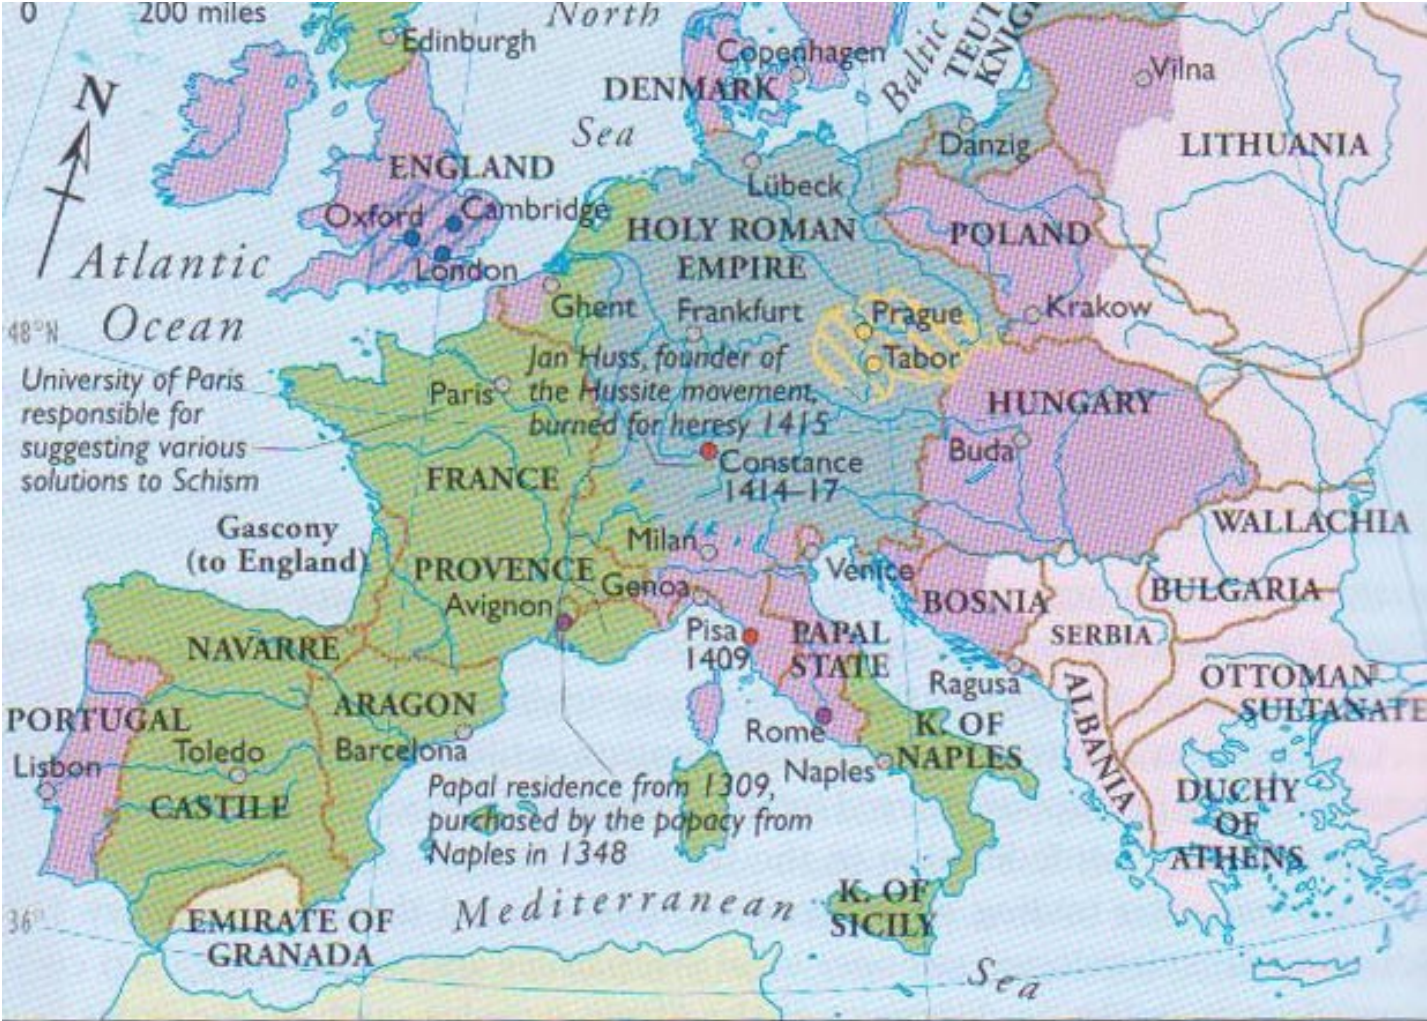 0 200 miles
North
Edinburgh
Copenhagen
Baltic
Vilna
N
DENMARK
Sea
Danzig
LITHUANIA
ENGLAND
Lübeck
Oxford
Cambridge
HOLY ROMAN
EMPIRE
POLAND
Atlantic
Ocean
London
Ghent
Frankfurt
Prague
Krakow
48°N
Tabor
University of Paris
responsible for
suggesting various
solutions to Schism
Paris
Jan Huss, founder of
the Hussite movement,
burned for heresy 1415
HUNGARY
Buda
Constance
1414–17
FRANCE
WALLACHIA
Gascony
(to England)
Milan
Venice
PROVENCE
Genoa
Avignon
BOSNIA
BULGARIA
SERBIA
NAVARRE
Pisa
1409
PAPAL
STATE
Ragusa
OTTOMAN
SULTANATE
ALBANIA
PORTUGAL
ARAGON
Rome
K. OF
NAPLES
Lisbon
Toledo
Barcelona
Naples
CASTILE
Papal residence from 1309,
purchased by the papacy from
Naples in 1348
DUCHY
OF
ATHENS
36°
EMIRATE OF
GRANADA
Mediterranean
K. OF
SICILY
Sea